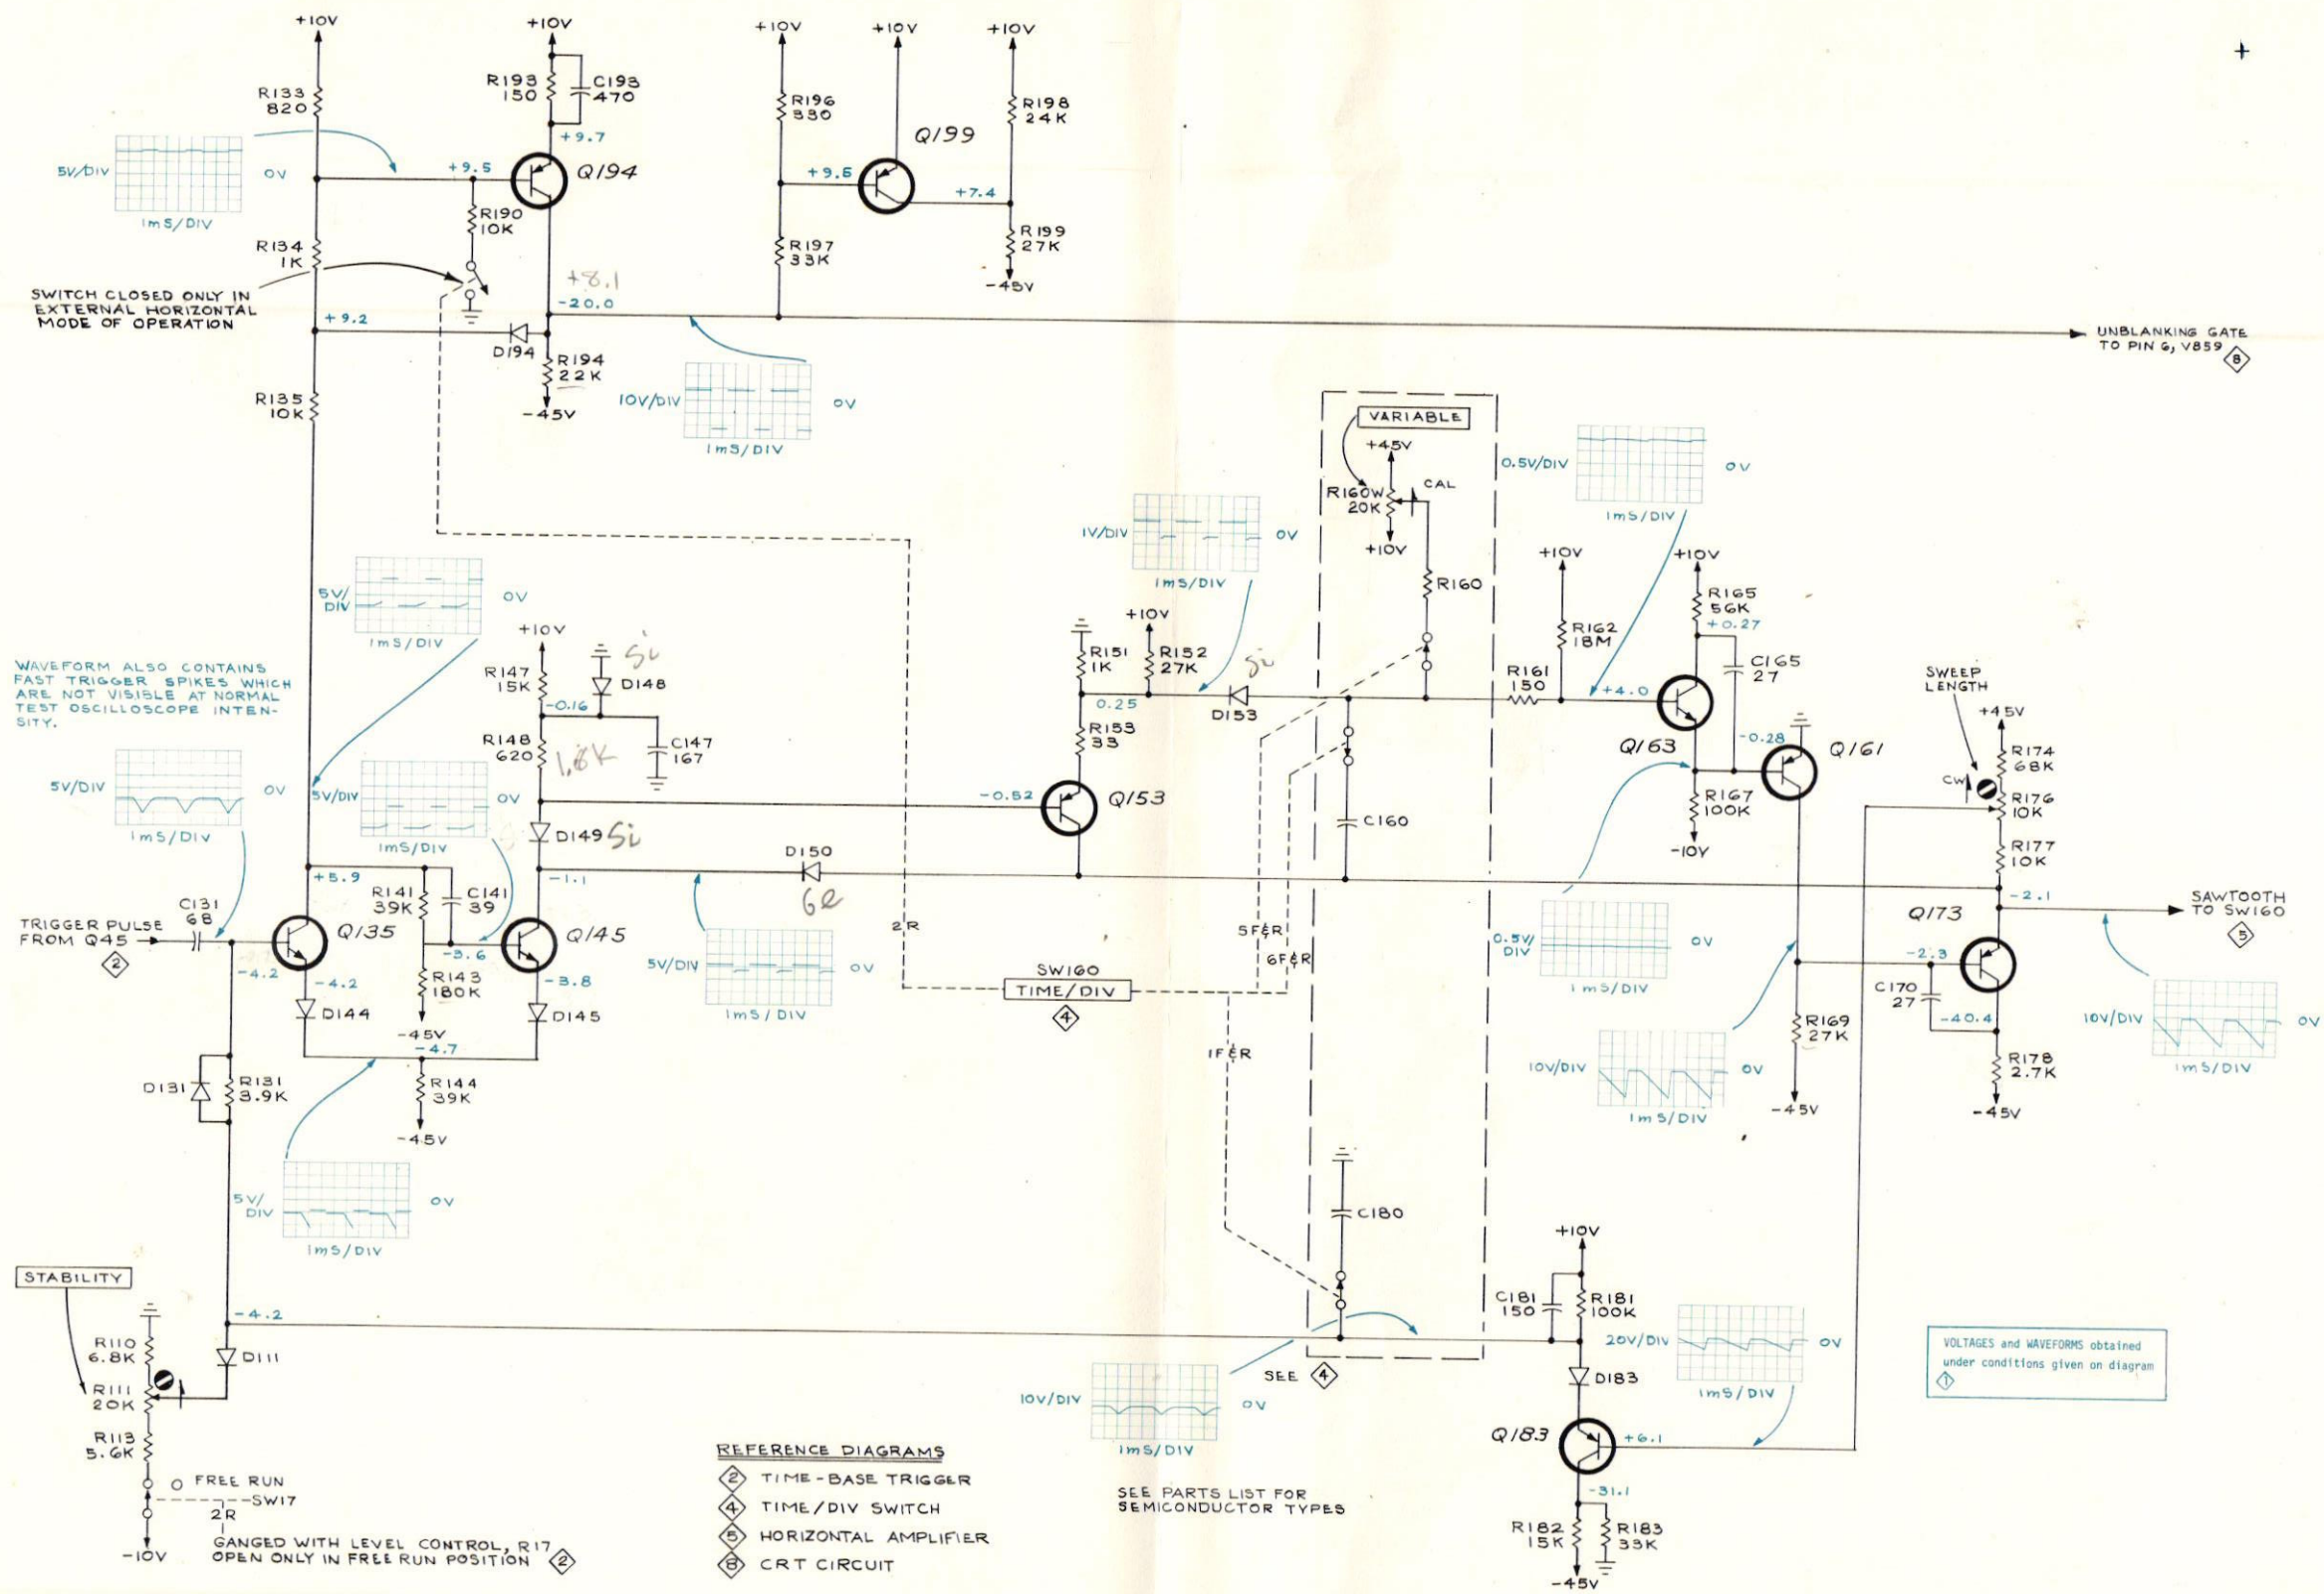 +10V
+10V
+10V
+10V
+10V
R133
820
R193
150
C193
470
R196
330
R198
24K
Q199
+9.7
5V/DIV
0V
1mS/DIV
+9.5
Q194
+9.5
+7.4
R190
10K
R134
1K
R197
33K
R199
27K
-45V
SWITCH CLOSED ONLY IN
EXTERNAL HORIZONTAL
MODE OF OPERATION
+8.1
-20.0
+9.2
D194
R194
22K
-45V
UNBLANKING GATE
TO PIN 6, V859
8
R135
10K
10V/DIV
0V
1mS/DIV
VARIABLE
+45V
R160W
20K
CAL
+10V
R160
0.5V/DIV
0V
1mS/DIV
1V/DIV
0V
1mS/DIV
+10V
+10V
R165
56K
+0.27
R162
18M
C165
27
5V/
DIV
0V
1mS/DIV
+10V
R147
15K
Si
D148
-0.16
R148
620
1.8K
C147
167
+10V
R151
1K
R152
27K
Si
0.25
D153
R153
33
R161
150
+4.0
Q163
-0.28
Q161
R167
100K
-10V
SWEEP
LENGTH
+45V
R174
68K
CW
R176
10K
R177
10K
WAVEFORM ALSO CONTAINS
FAST TRIGGER SPIKES WHICH
ARE NOT VISIBLE AT NORMAL
TEST OSCILLOSCOPE INTEN-
SITY.
5V/DIV
0V
1mS/DIV
5V/DIV
0V
1mS/DIV
-0.52
Q153
C160
D149
Si
D150
Ge
-1.1
+5.9
R141
39K
C141
39
C131
68
TRIGGER PULSE
FROM Q45
2
Q135
Q145
-3.6
-4.2
-4.2
R143
180K
-3.8
D144
D145
-45V
-4.7
D131
R131
3.9K
R144
39K
-45V
5V/DIV
0V
1mS/DIV
2R
SW160
TIME/DIV
4
5F&R
6F&R
1F&R
0.5V/
DIV
0V
1mS/DIV
-2.1
SAWTOOTH
TO SW160
5
Q173
-2.3
C170
27
-40.4
R169
27K
-45V
R178
2.7K
-45V
10V/DIV
0V
1mS/DIV
10V/DIV
0V
1mS/DIV
5V/
DIV
0V
1mS/DIV
C180
+10V
C181
150
R181
100K
20V/DIV
0V
1mS/DIV
D183
Q183
+6.1
-31.1
R182
15K
R183
33K
-45V
STABILITY
-4.2
R110
6.8K
D111
R111
20K
R113
5.6K
FREE RUN
SW17
2R
-10V
GANGED WITH LEVEL CONTROL, R17
OPEN ONLY IN FREE RUN POSITION 2
SEE 4
10V/DIV
0V
1mS/DIV
SEE PARTS LIST FOR
SEMICONDUCTOR TYPES
REFERENCE DIAGRAMS
2 TIME-BASE TRIGGER
4 TIME/DIV SWITCH
5 HORIZONTAL AMPLIFIER
8 CRT CIRCUIT
VOLTAGES and WAVEFORMS obtained
under conditions given on diagram
1